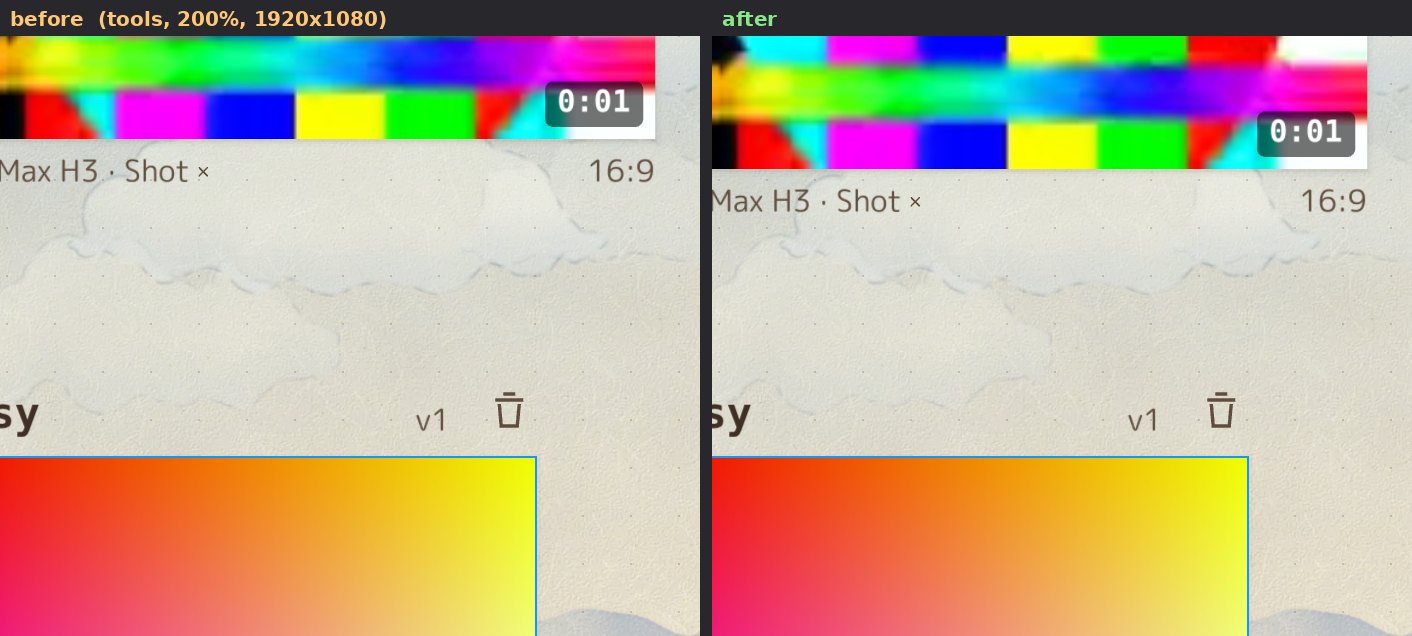 before (tools, 200%, 1920x1080)
after
0:01
0:01
Max H3 · Shot ×
16:9
Max H3 · Shot ×
16:9
sy
v1
sy
v1